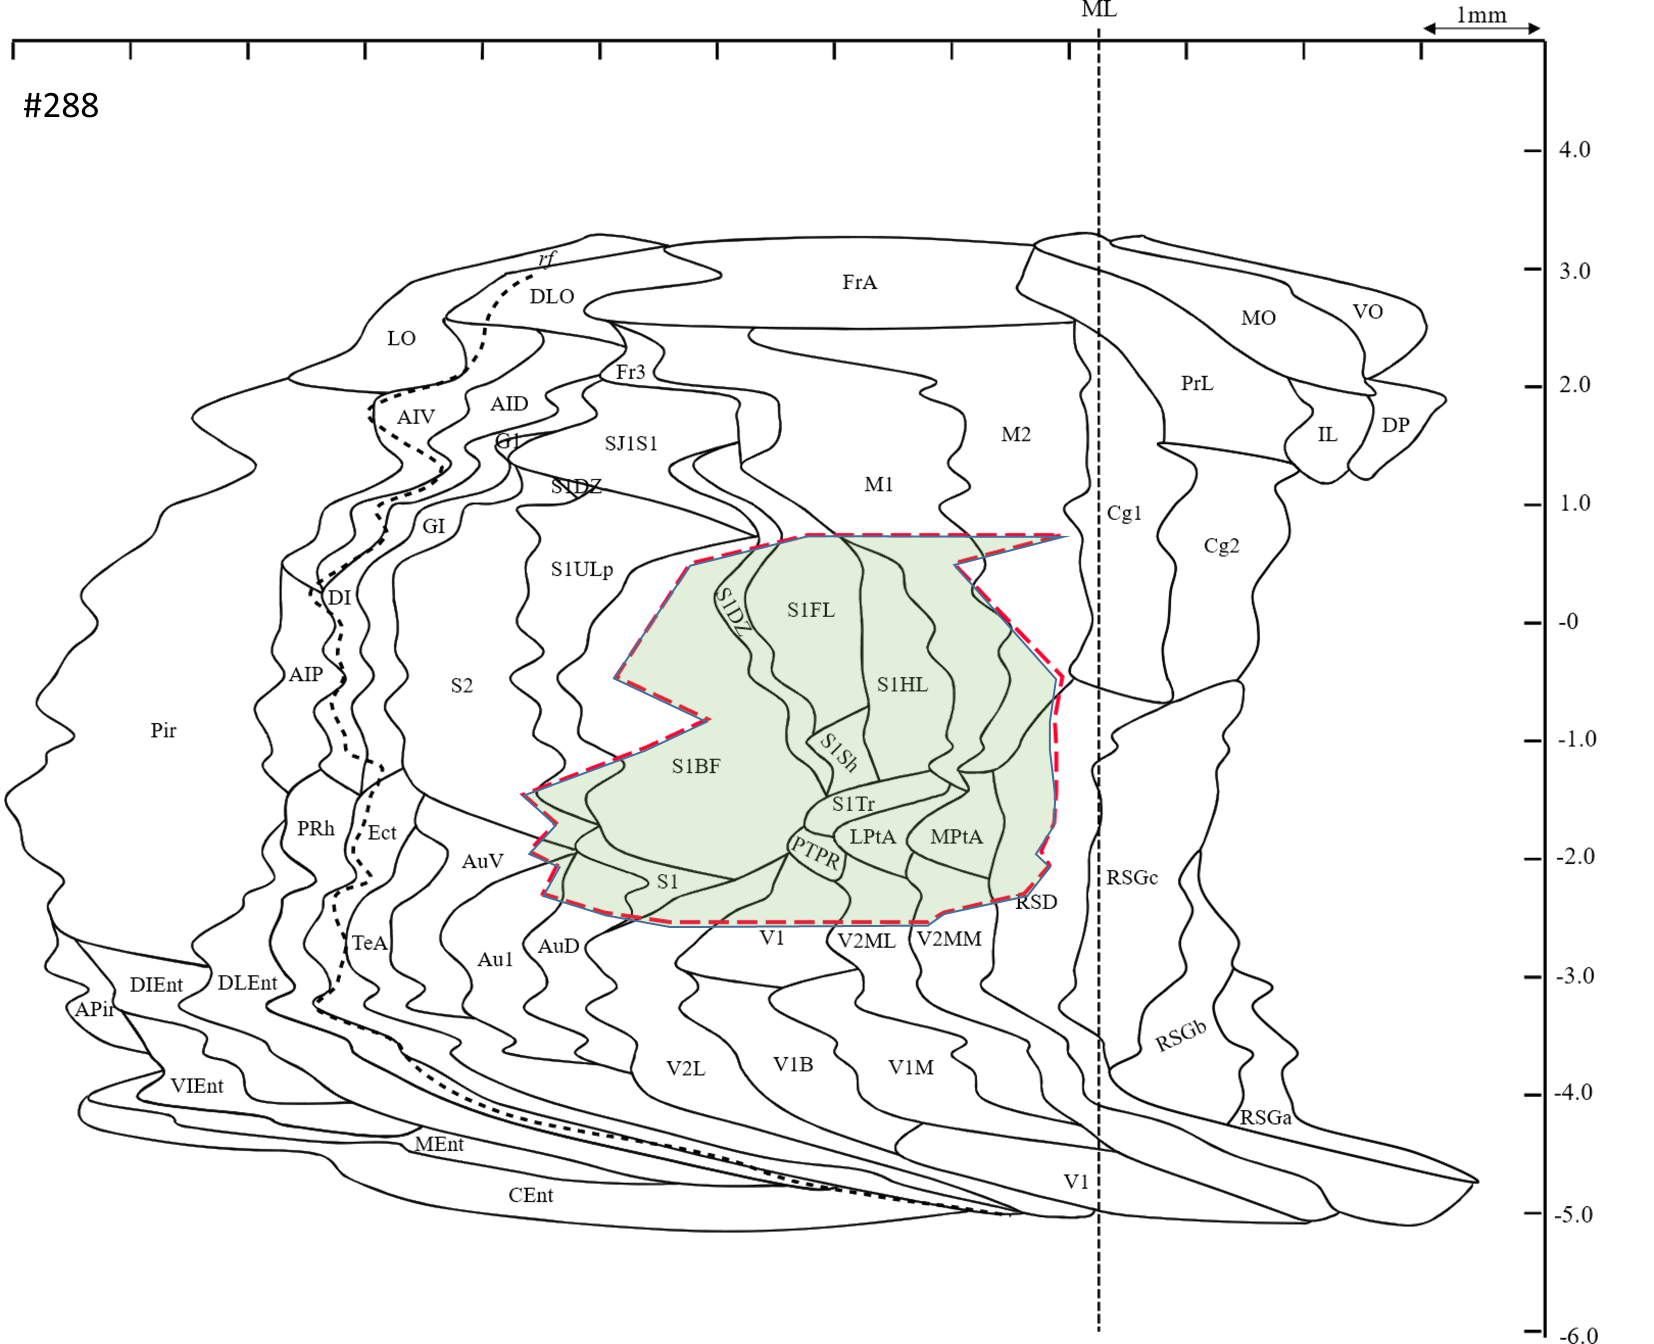 ML
1mm
#288
4.0
rf
3.0
DLO
FrA
MO
VO
LO
Fr3
PrL
2.0
AIV
AID
G1
SJ1S1
M2
IL
DP
S1DZ
M1
1.0
GI
Cg1
Cg2
S1ULp
DI
S1DZ
S1FL
-0
AIP
S2
S1HL
Pir
S1Sh
-1.0
S1BF
S1Tr
PRh
Ect
LPtA
MPtA
AuV
PTPR
-2.0
S1
RSGc
RSD
TeA
Au1
AuD
V1
V2ML
V2MM
DIEnt
DLEnt
-3.0
APir
RSGb
V2L
V1B
V1M
VIEnt
-4.0
RSGa
MEnt
V1
CEnt
-5.0
-6.0